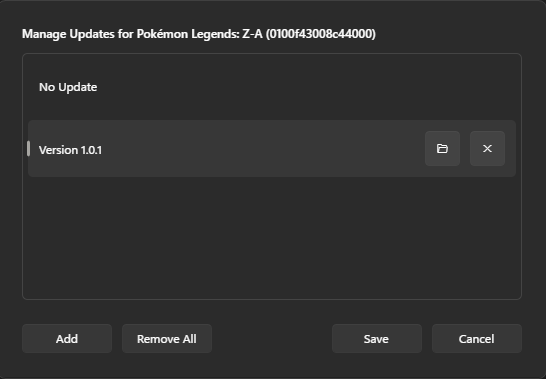 Manage Updates for Pokémon Legends: Z-A (0100f43008c44000)
No Update
Version 1.0.1
Add
Remove All
Save
Cancel